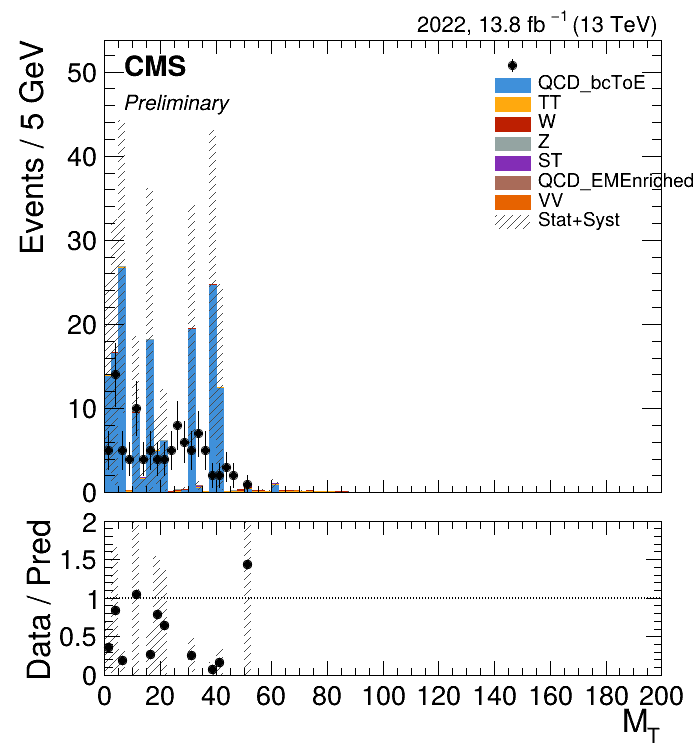 2022, 13.8 fb⁻¹ (13 TeV)
Events / 5 GeV
CMS
Preliminary
QCD_bcToE
TT
W
Z
ST
QCD_EMEnriched
VV
Stat+Syst
50
40
30
20
10
0
Data / Pred
2
1.5
1
0.5
0
0 20 40 60 80 100 120 140 160 180 200
M_T